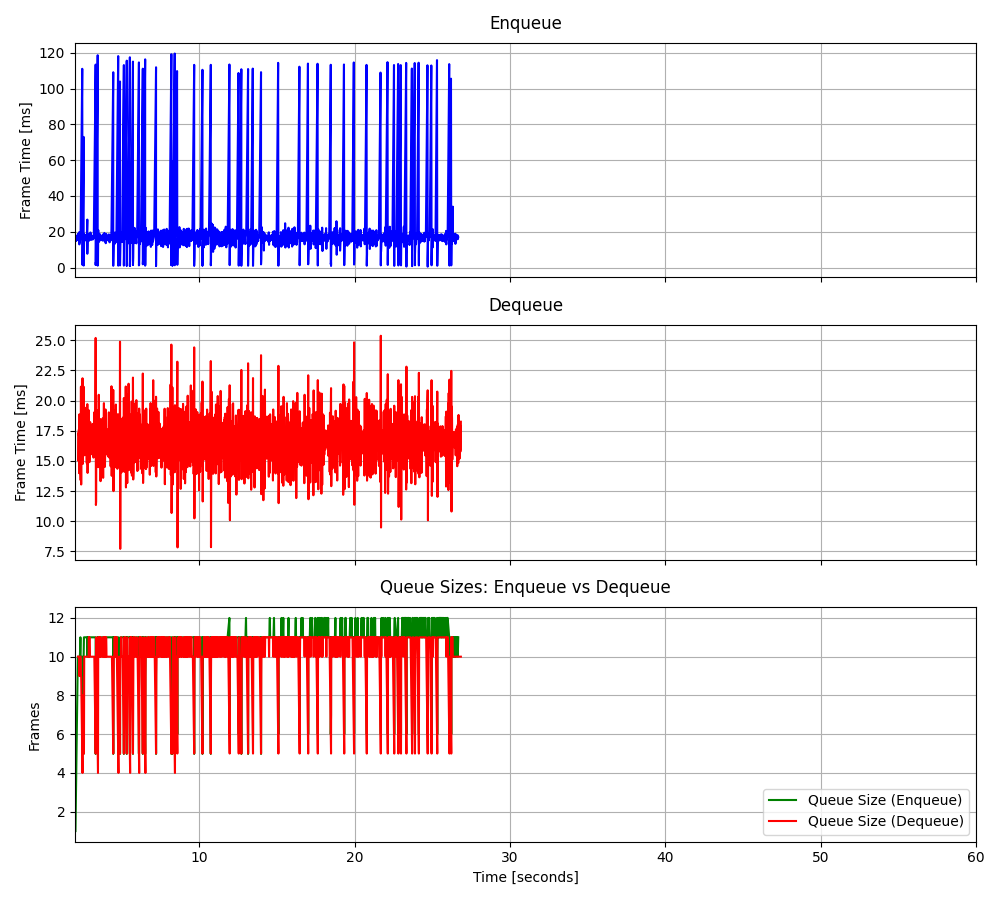 Enqueue
120
100
80
60
40
20
0
Frame Time [ms]
Dequeue
25.0
22.5
20.0
17.5
15.0
12.5
10.0
7.5
Frame Time [ms]
Queue Sizes: Enqueue vs Dequeue
12
10
8
6
4
2
Frames
Queue Size (Enqueue)
Queue Size (Dequeue)
10 20 30 40 50 60
Time [seconds]